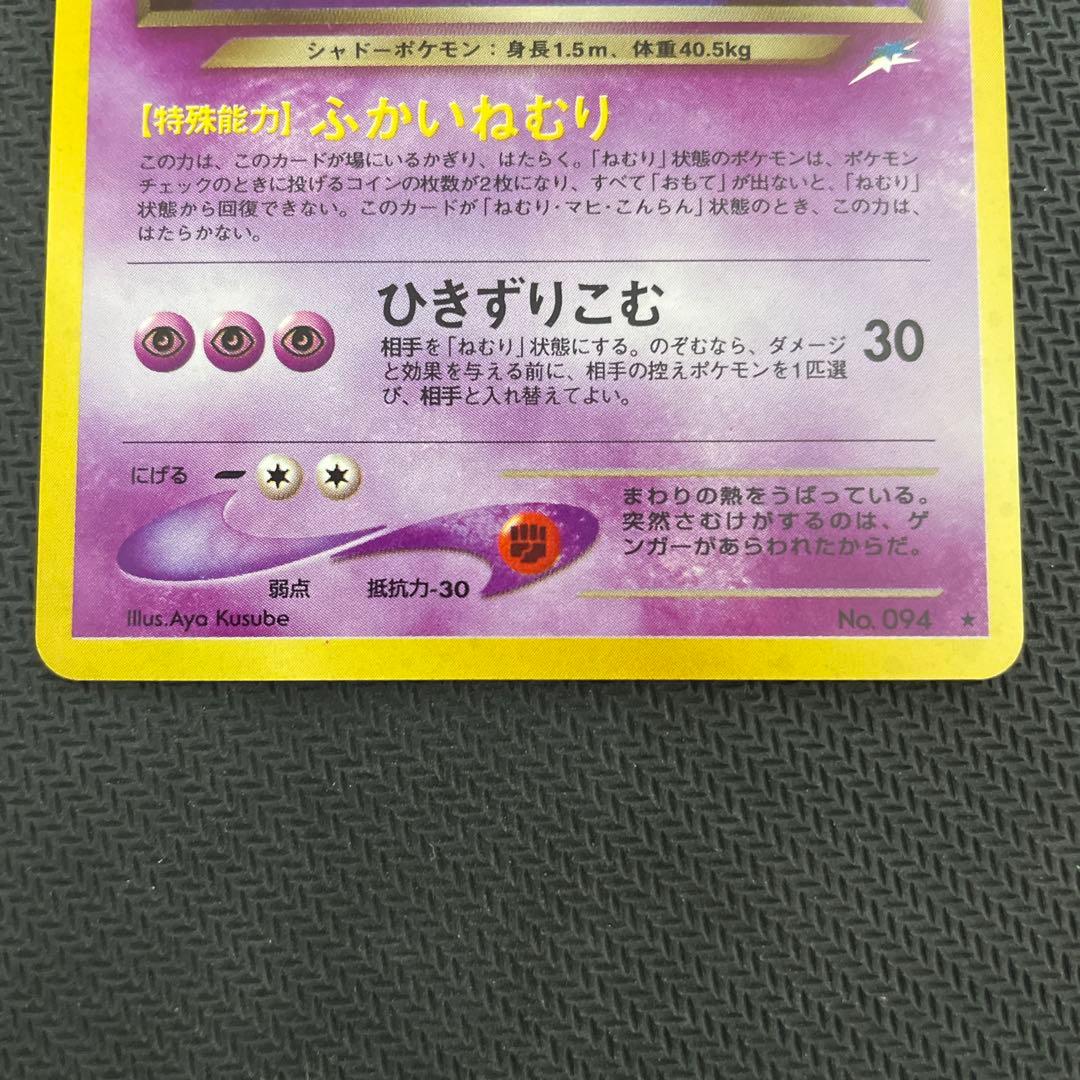 シャドーポケモン：身長1.5m、体重40.5kg
【特殊能力】ふかいねむり
この力は、このカードが場にいるかぎり、はたらく。「ねむり」状態のポケモンは、ポケモン
チェックのときに投げるコインの枚数が2枚になり、すべて「おもて」が出ないと、「ねむり」
状態から回復できない。このカードが「ねむり・マヒ・こんらん」状態のとき、この力は、
はたらかない。
ひきずりこむ
相手を「ねむり」状態にする。のぞむなら、ダメージ
と効果を与える前に、相手の控えポケモンを1匹選
び、相手と入れ替えてよい。
30
にげる
まわりの熱をうばっている。
突然さむけがするのは、ゲ
ンガーがあらわれたからだ。
弱点
抵抗力-30
Illus.Aya Kusube
No. 094 ★